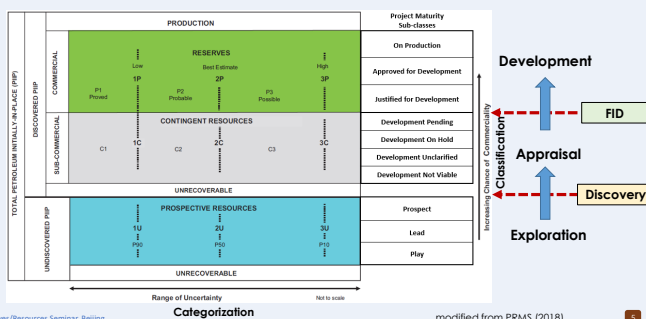 PRODUCTION
Project Maturity
Sub-classes
TOTAL PETROLEUM INITIALLY-IN-PLACE (PIIP)
DISCOVERED PIIP
COMMERCIAL
RESERVES
Low
Best Estimate
High
1P
2P
3P
P1
Proved
P2
Probable
P3
Possible
On Production
Approved for Development
Justified for Development
SUB-COMMERCIAL
CONTINGENT RESOURCES
1C
2C
3C
C1
C2
C3
Development Pending
Development On Hold
Development Unclarified
Development Not Viable
UNRECOVERABLE
UNDISCOVERED PIIP
PROSPECTIVE RESOURCES
1U
2U
3U
P90
P50
P10
Prospect
Lead
Play
UNRECOVERABLE
Range of Uncertainty
Not to scale
Categorization
Increasing Chance of Commerciality
Classification
Development
FID
Appraisal
Discovery
Exploration
Resources Seminar, Beijing
modified from PRMS (2018)
5